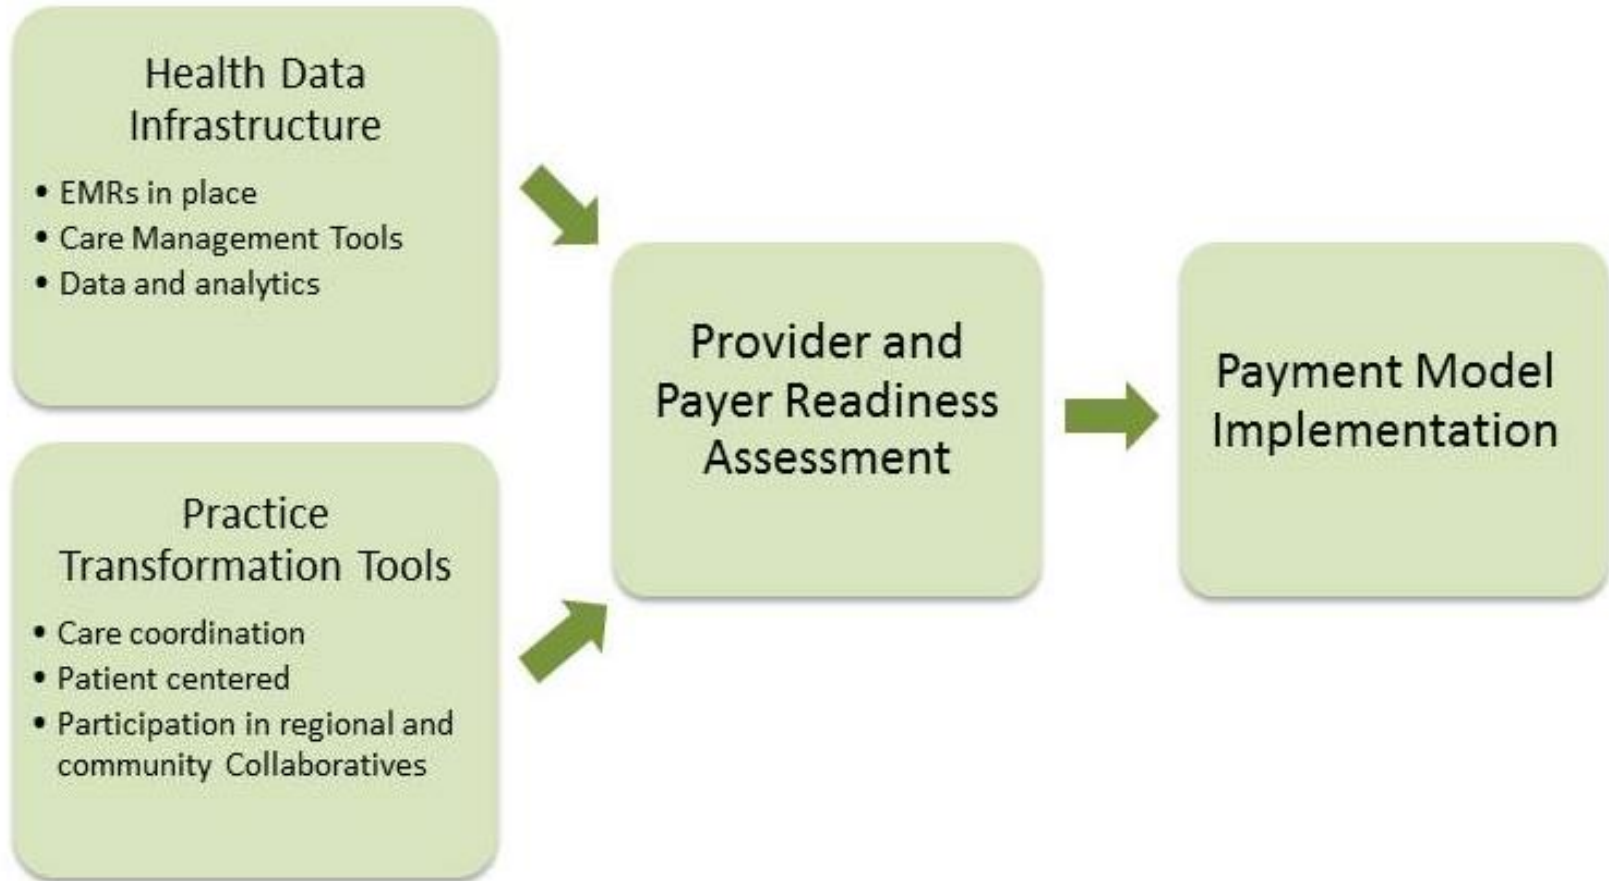 Health Data
Infrastructure
• EMRs in place
• Care Management Tools
• Data and analytics
Practice
Transformation Tools
• Care coordination
• Patient centered
• Participation in regional and
community Collaboratives
Provider and
Payer Readiness
Assessment
Payment Model
Implementation